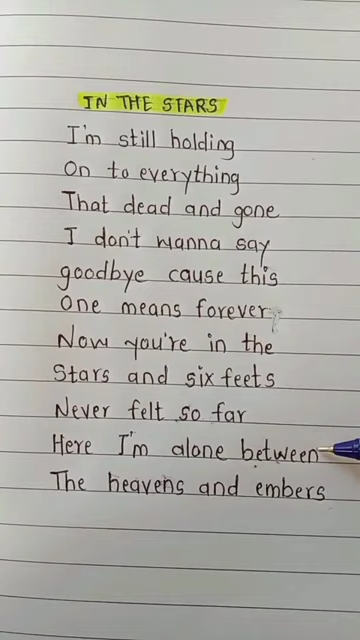 IN THE STARS
I'm still holding
On to everything
That dead and gone
I don't wanna say
goodbye cause this
One means forever
Now you're in the
Stars and six feets
Never felt so far
Here I'm alone between
The heavens and embers